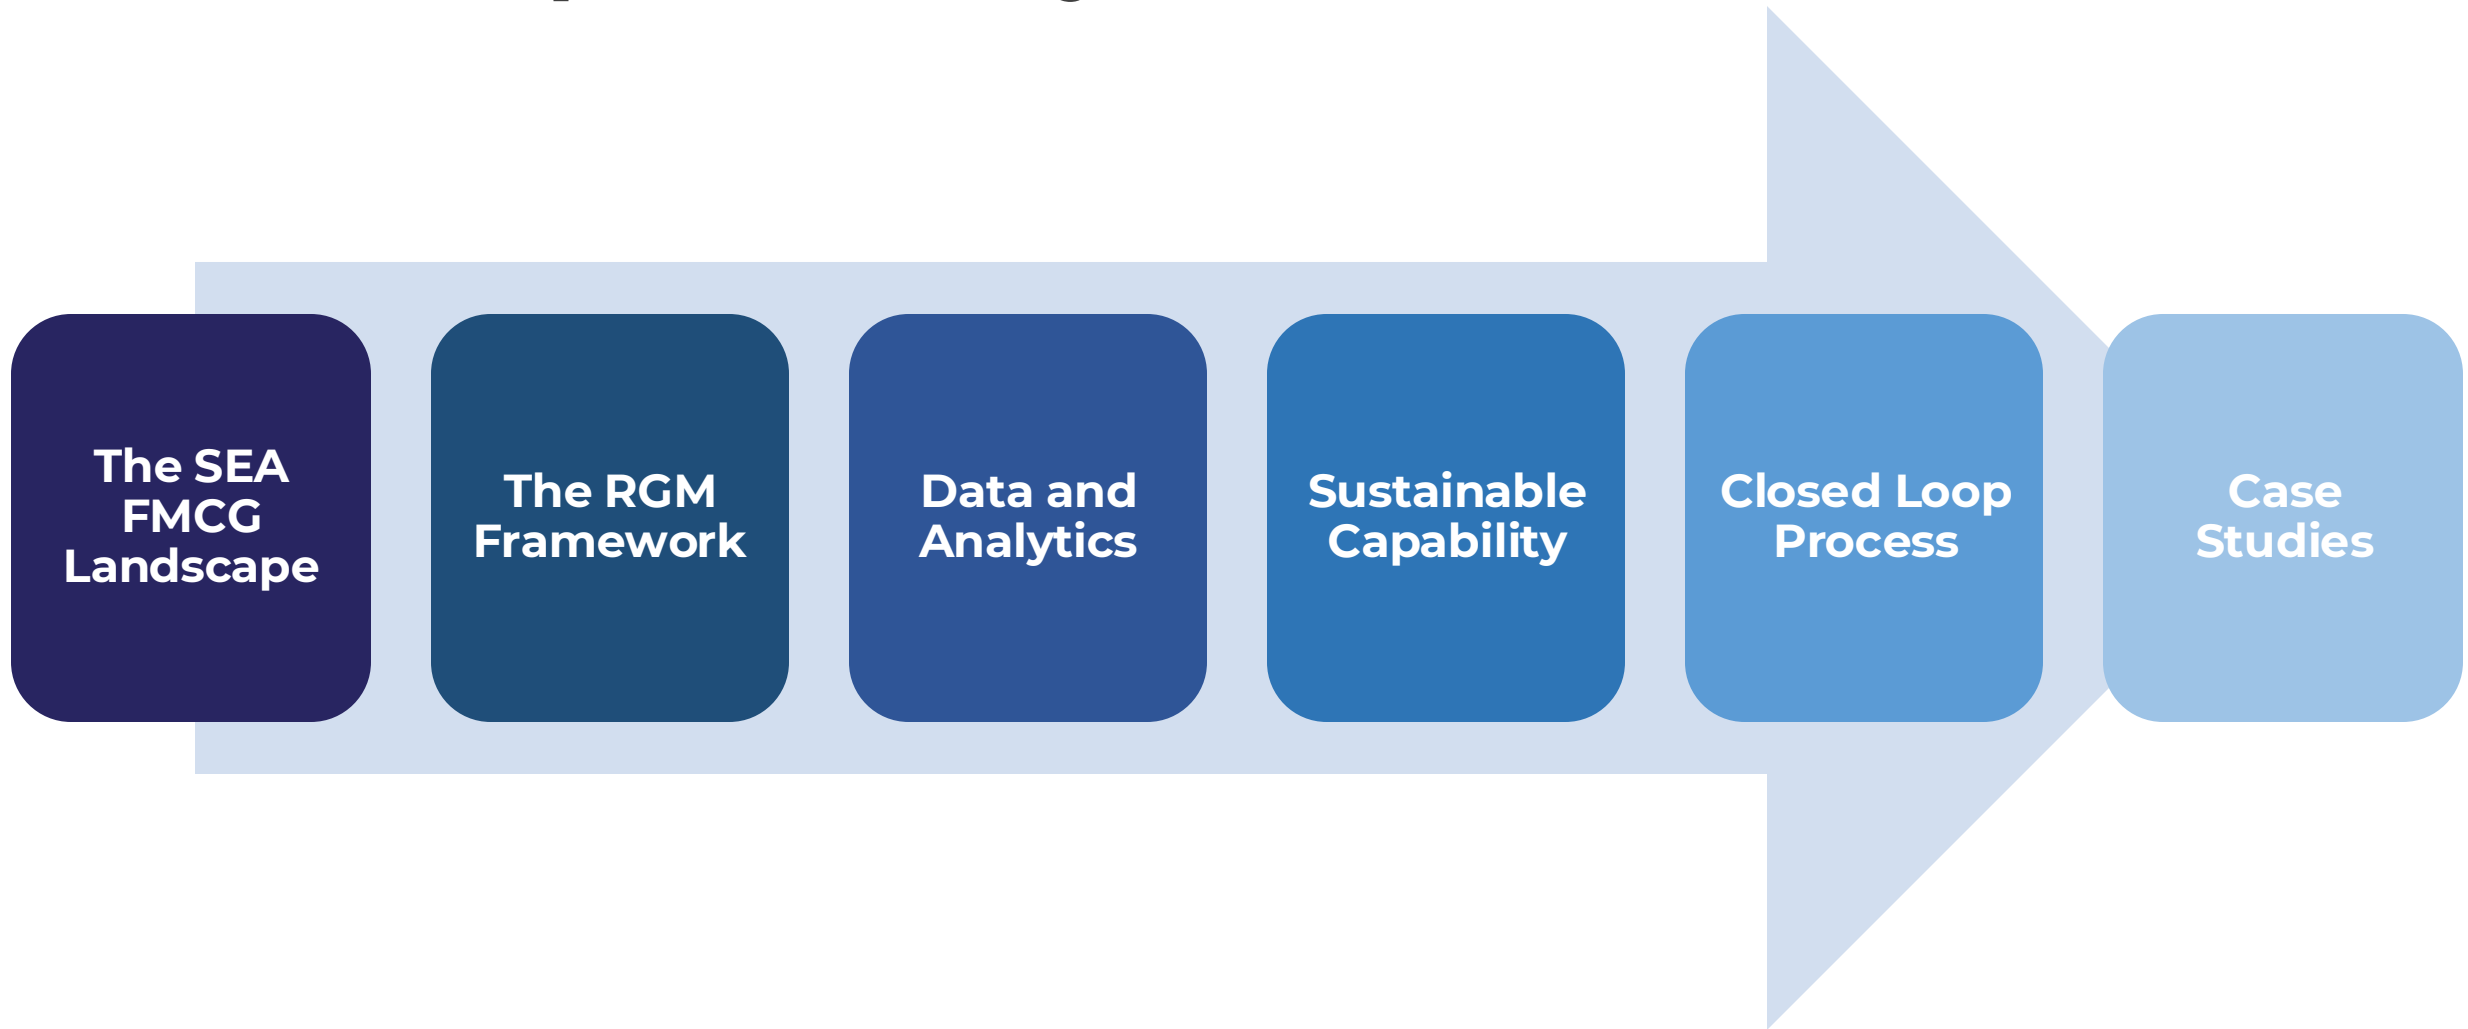 The SEA
FMCG
Landscape
The RGM
Framework
Data and
Analytics
Sustainable
Capability
Closed Loop
Process
Case
Studies